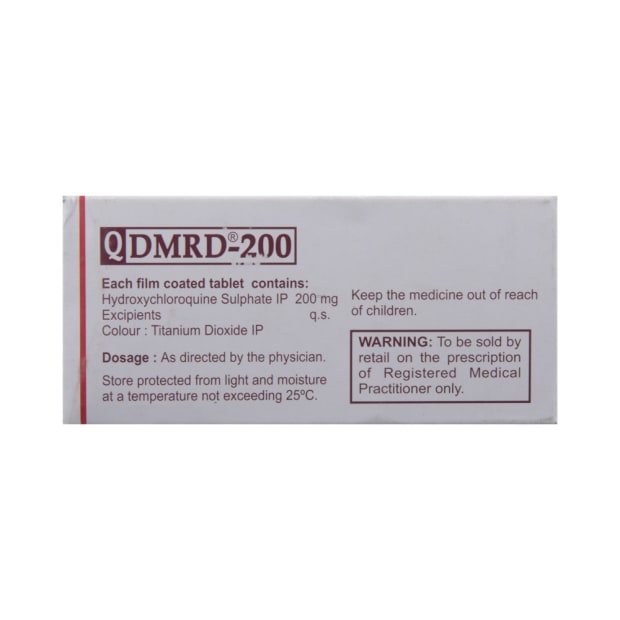 QDMRD®-200
Each film coated tablet contains:
Hydroxychloroquine Sulphate IP 200 mg
Excipients q.s.
Colour : Titanium Dioxide IP
Dosage : As directed by the physician.
Store protected from light and moisture
at a temperature not exceeding 25ºC.
Keep the medicine out of reach
of children.
WARNING: To be sold by
retail on the prescription
of Registered Medical
Practitioner only.